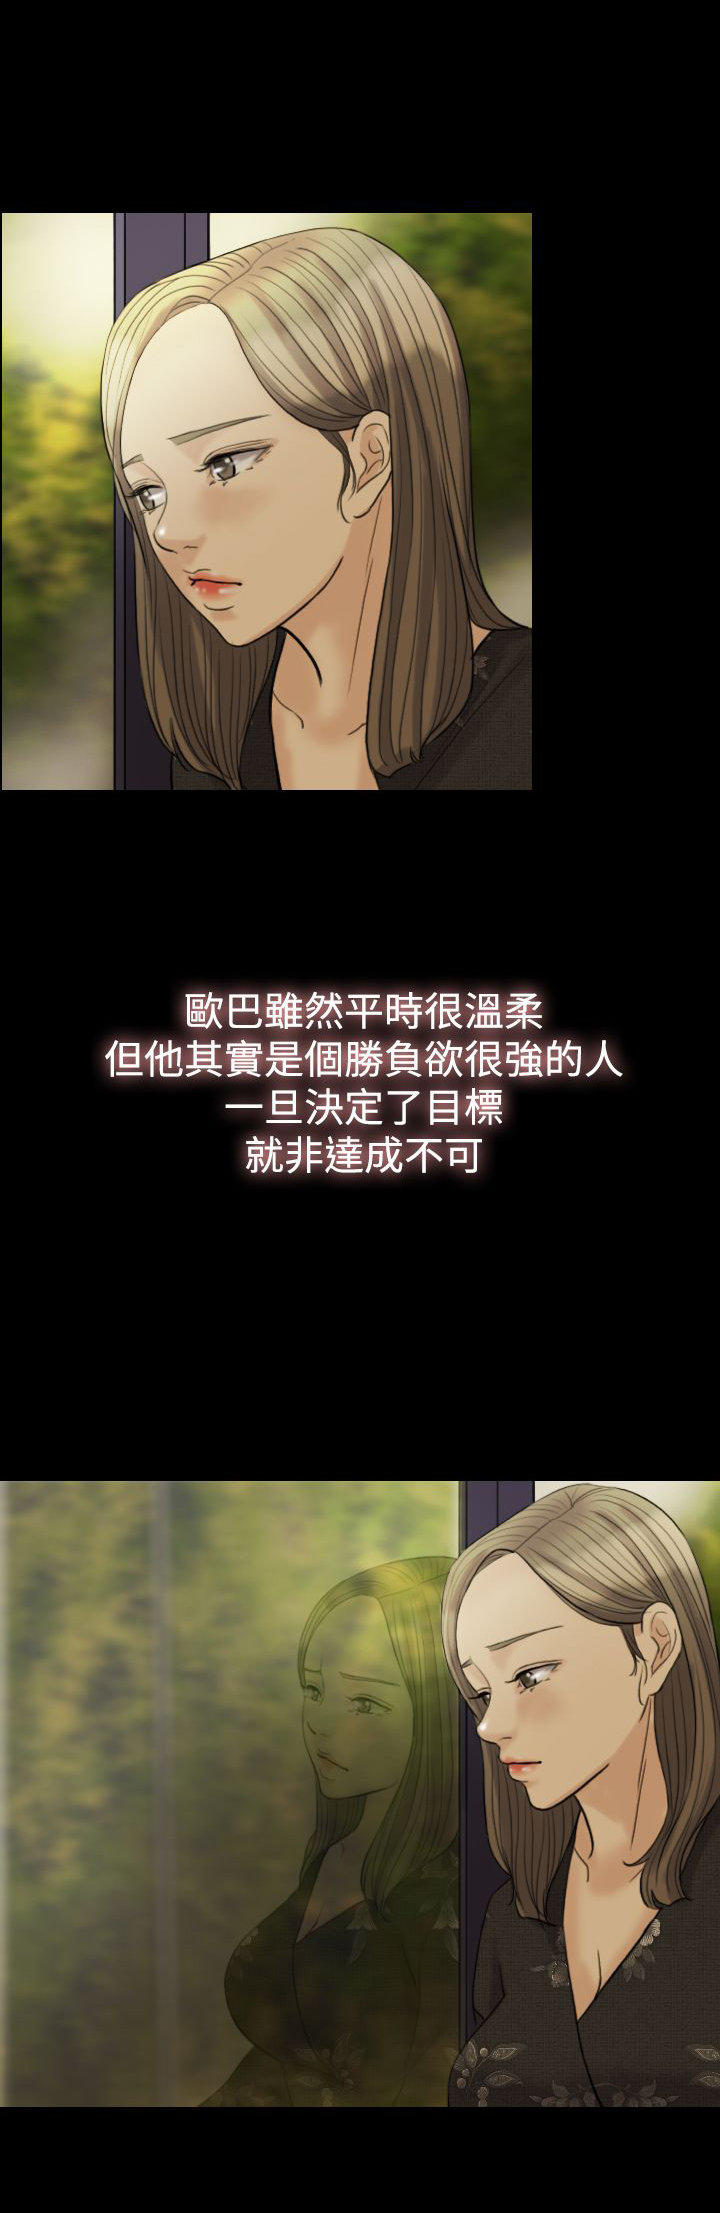 歐巴雖然平時很溫柔
但他其實是個勝負欲很強的人
一旦決定了目標
就非達成不可